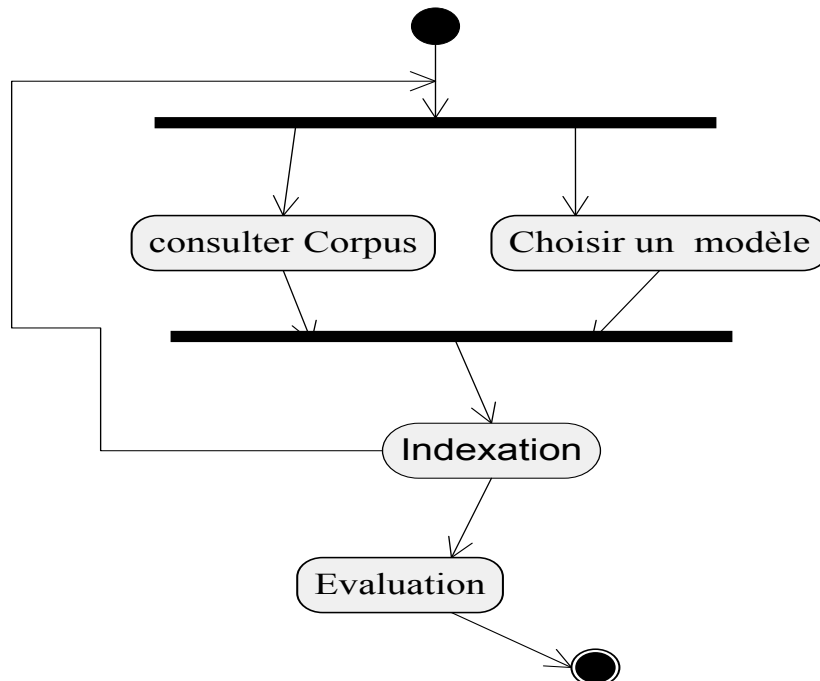 consulter Corpus
Choisir un modèle
Indexation
Evaluation